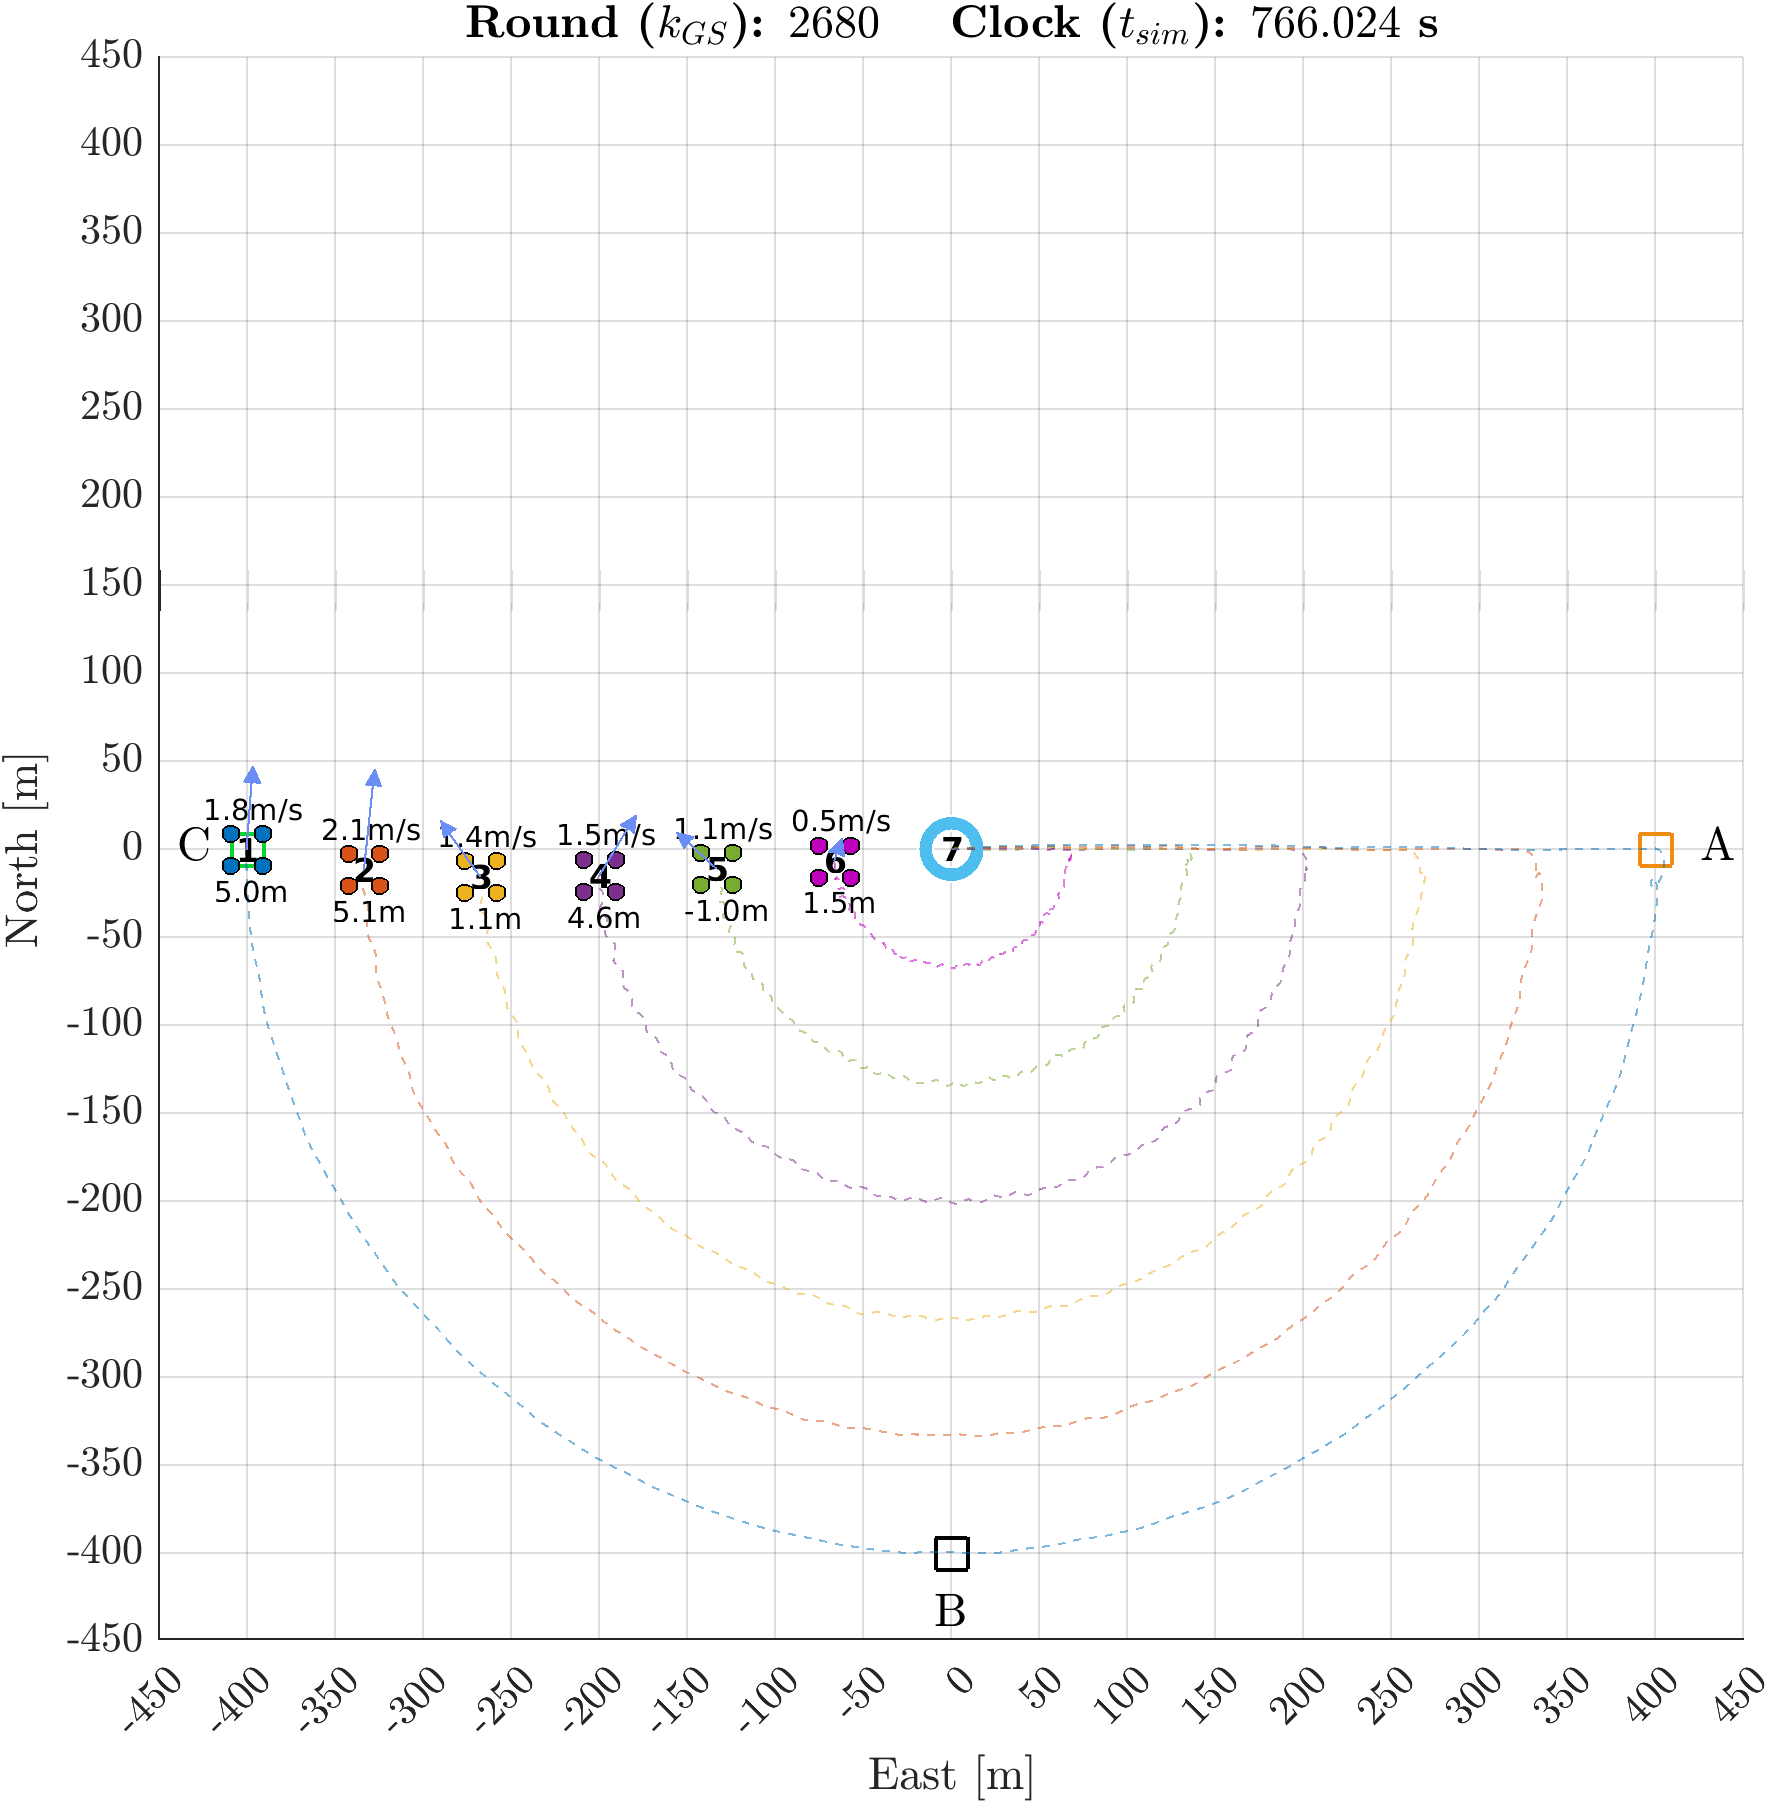 Round (k_GS): 2680 Clock (t_sim): 766.024 s
450
400
350
300
250
200
150
100
50
0
-50
-100
-150
-200
-250
-300
-350
-400
-450
North [m]
C
1.8m/s
1
5.0m
2.1m/s
2
5.1m
1.4m/s
3
1.1m
1.5m/s
4
4.6m
1.1m/s
5
-1.0m
0.5m/s
6
1.5m
7
A
B
-450 -400 -350 -300 -250 -200 -150 -100 -50 0 50 100 150 200 250 300 350 400 450
East [m]